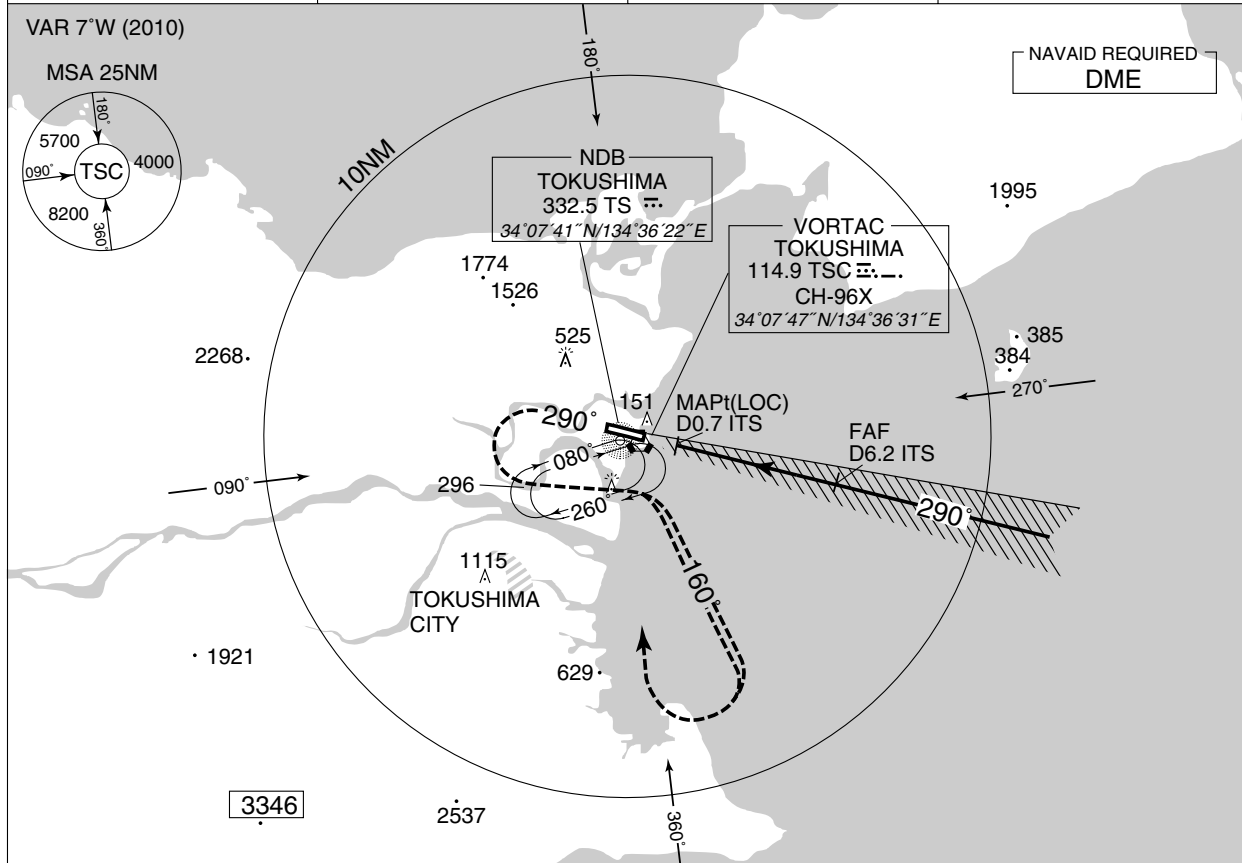 VAR 7°W (2010)
MSA 25NM
180°
5700
4000
090°
TSC
8200
360°
180°
NAVAID REQUIRED
DME
10NM
NDB
TOKUSHIMA
332.5 TS
34°07´41˝N/134°36´22˝E
VORTAC
TOKUSHIMA
114.9 TSC
CH-96X
34°07´47˝N/134°36´31˝E
1995
1774
1526
525
2268
385
384
270°
151
MAPt(LOC)
D0.7 ITS
FAF
D6.2 ITS
290°
080°
090°
296
260°
290°
1115
TOKUSHIMA
CITY
160°
1921
629
3346
2537
360°